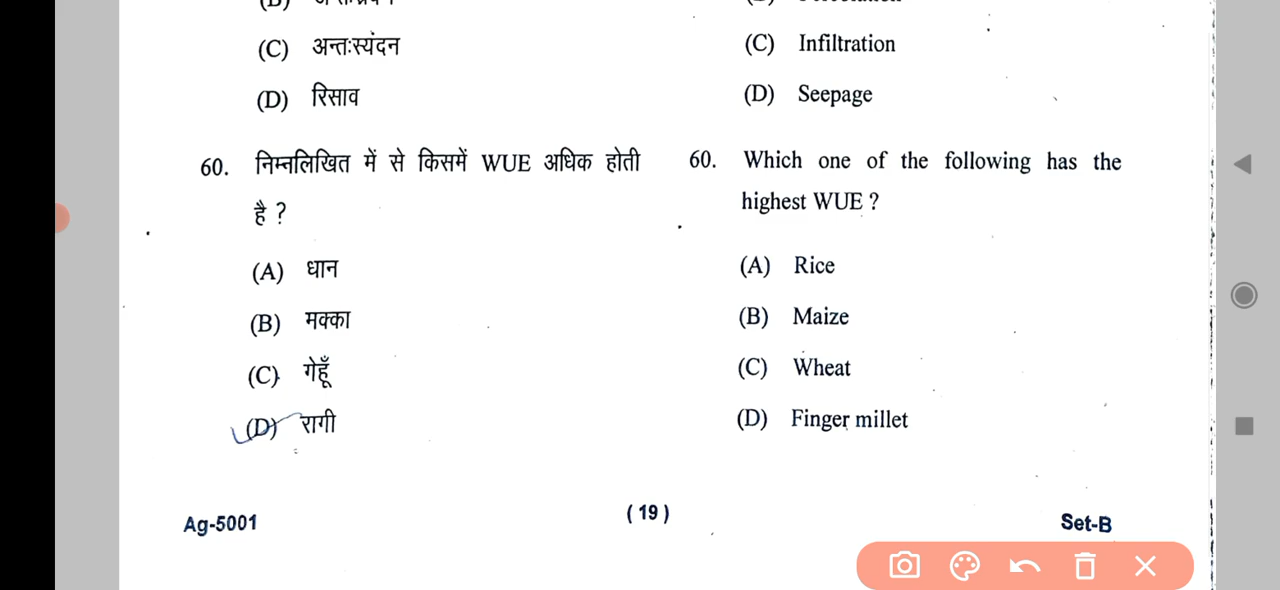 (C) अन्तःस्यंदन
(D) रिसाव
60. निम्नलिखित में से किसमें WUE अधिक होती
है ?
(A) धान
(B) मक्का
(C) गेहूँ
(D) रागी
(C) Infiltration
(D) Seepage
60. Which one of the following has the
highest WUE ?
(A) Rice
(B) Maize
(C) Wheat
(D) Finger millet
Ag-5001
( 19 )
Set-B